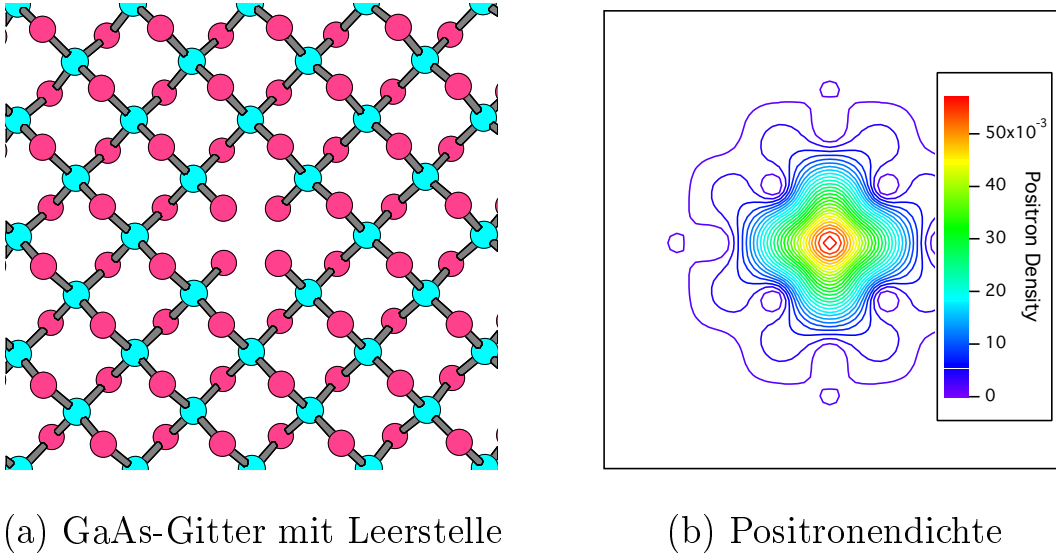 50x10⁻³
40
30
20
10
0
Positron Density
(a) GaAs-Gitter mit Leerstelle
(b) Positronendichte